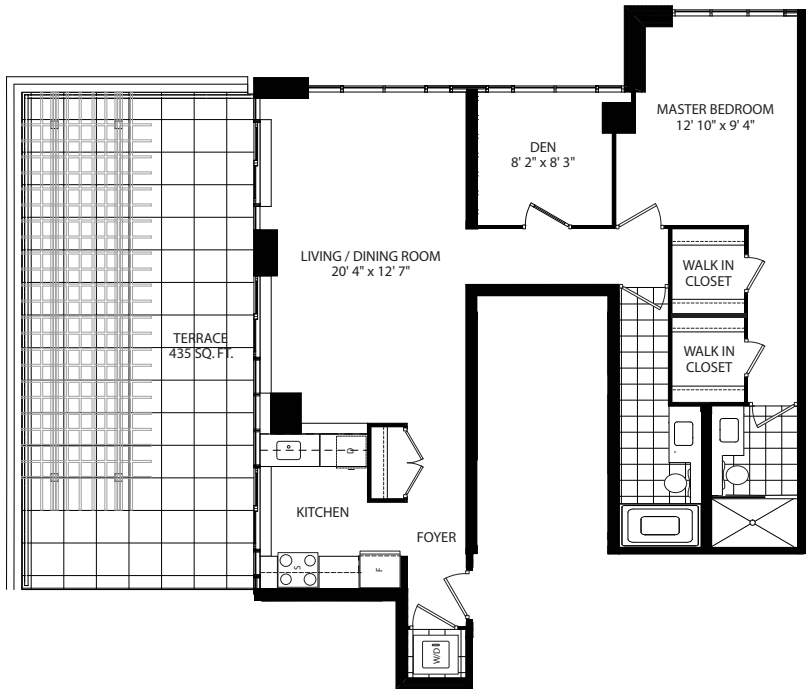 MASTER BEDROOM
12' 10" x 9' 4"
DEN
8' 2" x 8' 3"
LIVING / DINING ROOM
20' 4" x 12' 7"
WALK IN
CLOSET
TERRACE
435 SQ. FT.
WALK IN
CLOSET
D
KITCHEN
FOYER
S
F
W/D